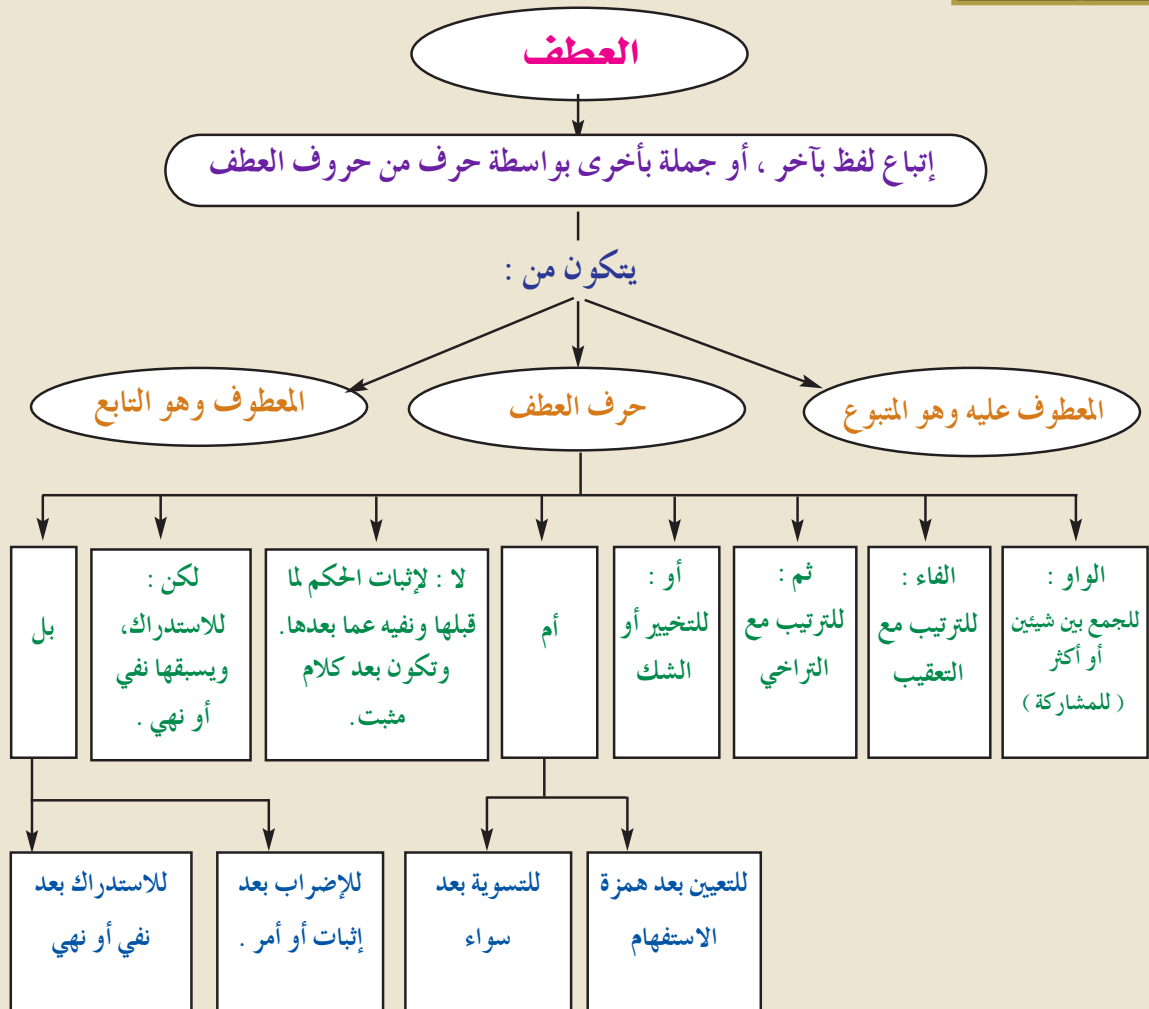 العطف
إتباع لفظ بآخر ، أو جملة بأخرى بواسطة حرف من حروف العطف
يتكون من :
المعطوف عليه وهو المتبوع
حرف العطف
المعطوف وهو التابع
الواو :
للجمع بين شيئين
أو أكثر
( للمشاركة )
الفاء :
للترتيب مع
التعقيب
ثم :
للترتيب مع
التراخي
أو :
للتخيير أو
الشك
أم
لا : لإثبات الحكم لما
قبلها ونفيه عما بعدها.
وتكون بعد كلام
مثبت.
لكن :
للاستدراك،
ويسبقها نفي
أو نهي .
بل
للتعيين بعد همزة
الاستفهام
للتسوية بعد
سواء
للإضراب بعد
إثبات أو أمر .
للاستدراك بعد
نفي أو نهي